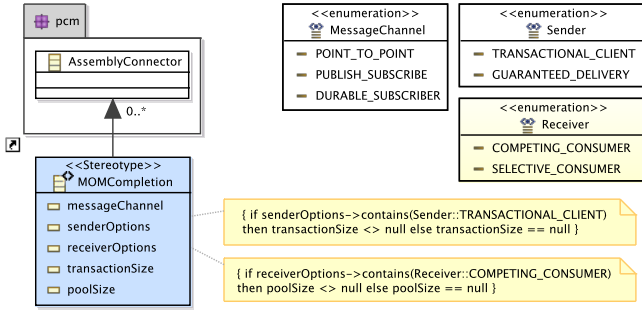 pcm
AssemblyConnector
0..*
<<Stereotype>>
MOMCompletion
messageChannel
senderOptions
receiverOptions
transactionSize
poolSize
<<enumeration>>
MessageChannel
POINT_TO_POINT
PUBLISH_SUBSCRIBE
DURABLE_SUBSCRIBER
<<enumeration>>
Sender
TRANSACTIONAL_CLIENT
GUARANTEED_DELIVERY
<<enumeration>>
Receiver
COMPETING_CONSUMER
SELECTIVE_CONSUMER
{ if senderOptions->contains(Sender::TRANSACTIONAL_CLIENT)
then transactionSize <> null else transactionSize == null }
{ if receiverOptions->contains(Receiver::COMPETING_CONSUMER)
then poolSize <> null else poolSize == null }